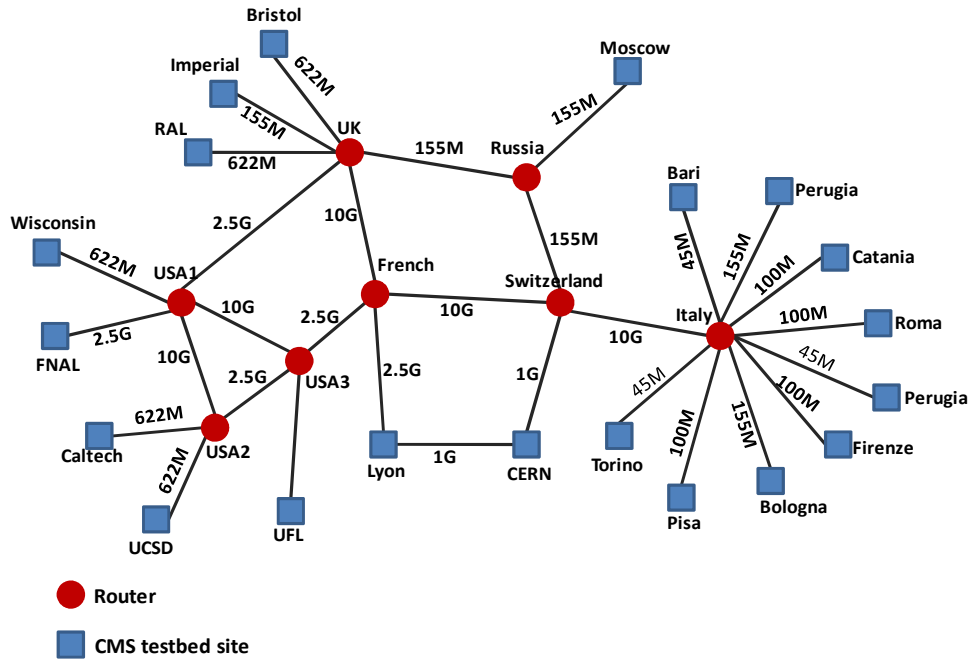 Bristol
Moscow
Imperial
622M
155M
UK
155M
RAL
622M
155M
Russia
Bari
Perugia
2.5G
10G
45M
155M
Wisconsin
622M
155M
Catania
USA1
French
Switzerland
100M
10G
10G
Italy
100M
Roma
2.5G
FNAL
2.5G
10G
10G
45M
2.5G
USA3
2.5G
1G
45M
100M
Perugia
622M
USA2
100M
155M
Firenze
Caltech
622M
Lyon
1G
CERN
Torino
Bologna
UCSD
UFL
Pisa
Router
CMS testbed site